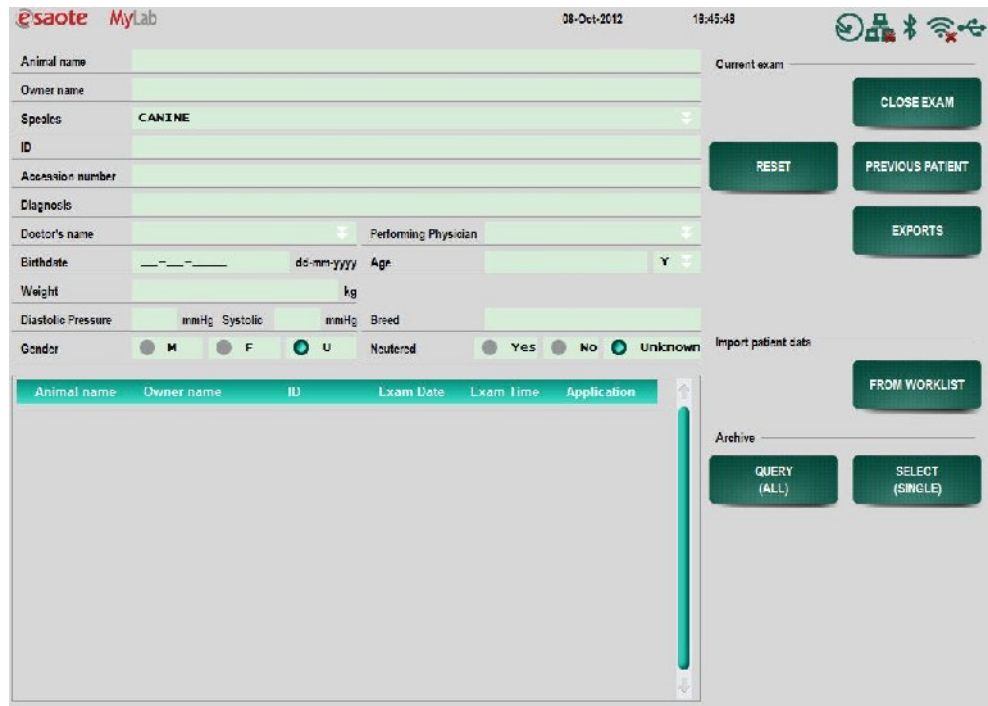 esaote MyLab 08-Oct-2012 18:45:48
Animal name
Current exam
Owner name
CLOSE EXAM
Species CANINE
ID
RESET PREVIOUS PATIENT
Accession number
Diagnosis
EXPORTS
Doctor's name Performing Physician
Birthdate __-__-____ dd-mm-yyyy Age Y
Weight kg
Diastolic Pressure mmHg Systolic mmHg Breed
Gender M F U Neutered Yes No Unknown
Import patient data
FROM WORKLIST
Animal name Owner name ID Exam Date Exam Time Application
Archive
QUERY SELECT
(ALL) (SINGLE)